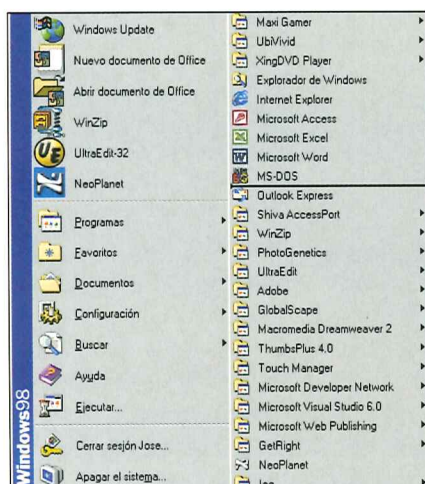 Windows Update
Nuevo documento de Office
Abrir documento de Office
WinZip
UltraEdit-32
NeoPlanet
Programas
Favoritos
Documentos
Configuración
Buscar
Ayuda
Ejecutar...
Cerrar sesión Jose...
Apagar el sistema...
Windows98
Maxi Gamer
UbiVivid
XingDVD Player
Explorador de Windows
Internet Explorer
Microsoft Access
Microsoft Excel
Microsoft Word
MS-DOS
Outlook Express
Shiva AccessPort
WinZip
PhotoGenetics
UltraEdit
Adobe
GlobalScape
Macromedia Dreamweaver 2
ThumbsPlus 4.0
Touch Manager
Microsoft Developer Network
Microsoft Visual Studio 6.0
Microsoft Web Publishing
GetRight
NeoPlanet